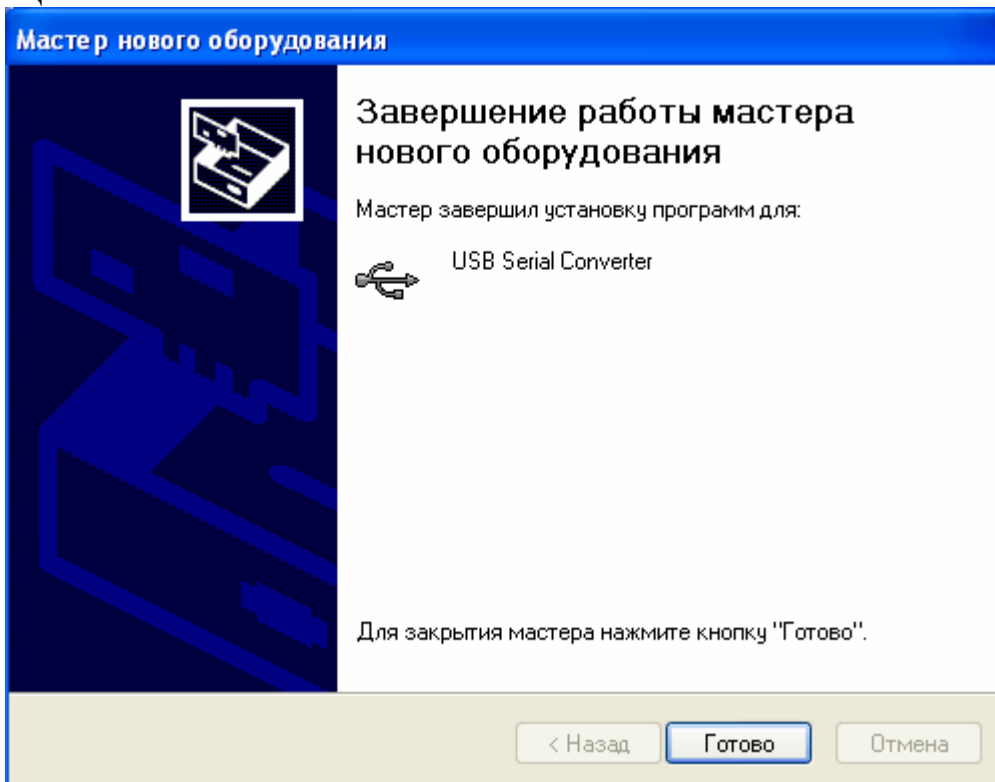 Мастер нового оборудования
Завершение работы мастера
нового оборудования
Мастер завершил установку программ для:
USB Serial Converter
Для закрытия мастера нажмите кнопку "Готово".
< Назад
Готово
Отмена